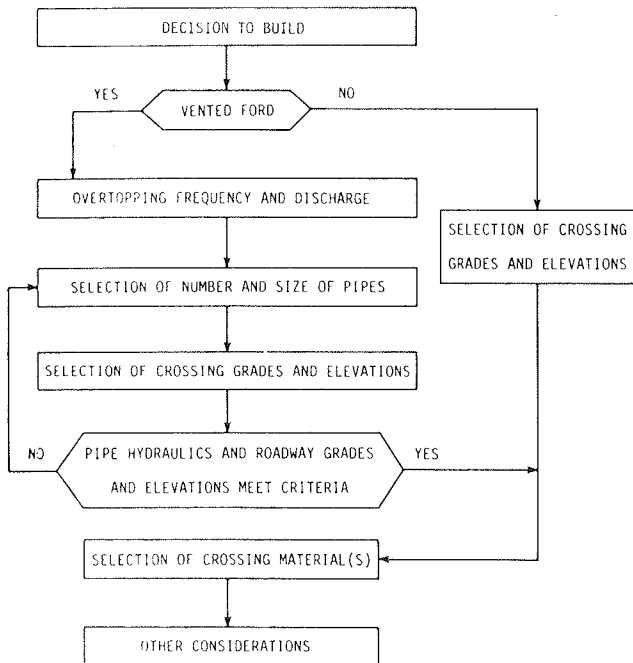 DECISION TO BUILD
YES
VENTED FORD
NO
OVERTOPPING FREQUENCY AND DISCHARGE
SELECTION OF CROSSING
GRADES AND ELEVATIONS
SELECTION OF NUMBER AND SIZE OF PIPES
SELECTION OF CROSSING GRADES AND ELEVATIONS
NO
PIPE HYDRAULICS AND ROADWAY GRADES
AND ELEVATIONS MEET CRITERIA
YES
SELECTION OF CROSSING MATERIAL(S)
OTHER CONSIDERATIONS